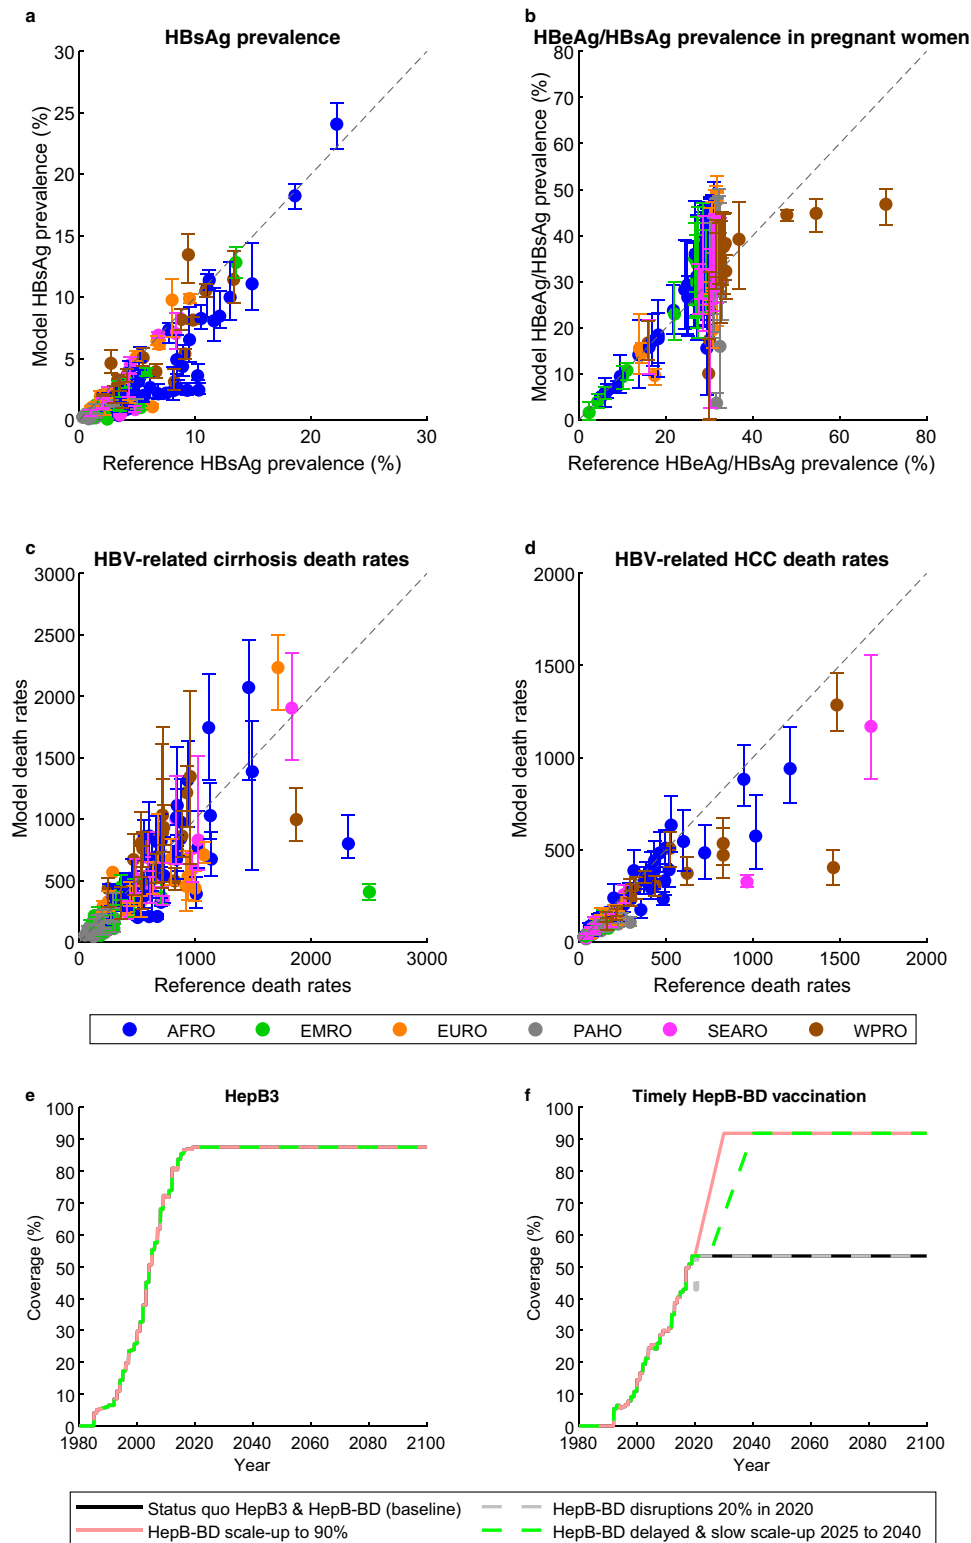 a
HBsAg prevalence
30
25
20
15
10
5
0
0 10 20 30
Model HBsAg prevalence (%)
Reference HBsAg prevalence (%)
b
HBeAg/HBsAg prevalence in pregnant women
80
70
60
50
40
30
20
10
0
0 20 40 60 80
Model HBeAg/HBsAg prevalence (%)
Reference HBeAg/HBsAg prevalence (%)
c
HBV-related cirrhosis death rates
3000
2500
2000
1500
1000
500
0
0 1000 2000 3000
Model death rates
Reference death rates
d
HBV-related HCC death rates
2000
1500
1000
500
0
0 500 1000 1500 2000
Model death rates
Reference death rates
AFRO EMRO EURO PAHO SEARO WPRO
e
HepB3
100
90
80
70
60
50
40
30
20
10
0
1980 2000 2020 2040 2060 2080 2100
Coverage (%)
Year
f
Timely HepB-BD vaccination
100
90
80
70
60
50
40
30
20
10
0
1980 2000 2020 2040 2060 2080 2100
Coverage (%)
Year
Status quo HepB3 & HepB-BD (baseline)
HepB-BD scale-up to 90%
HepB-BD disruptions 20% in 2020
HepB-BD delayed & slow scale-up 2025 to 2040